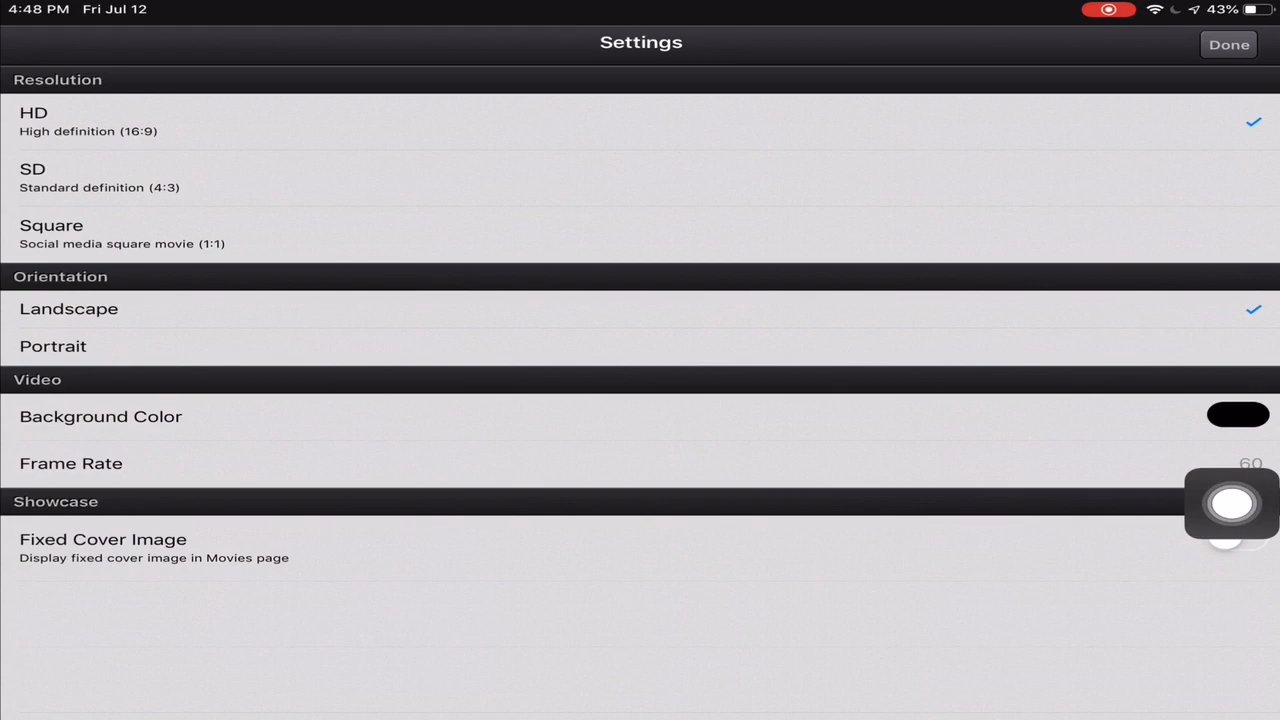 4:48 PM Fri Jul 12 43%
Settings
Done
Resolution
HD
High definition (16:9)
SD
Standard definition (4:3)
Square
Social media square movie (1:1)
Orientation
Landscape
Portrait
Video
Background Color
Frame Rate 60
Showcase
Fixed Cover Image
Display fixed cover image in Movies page